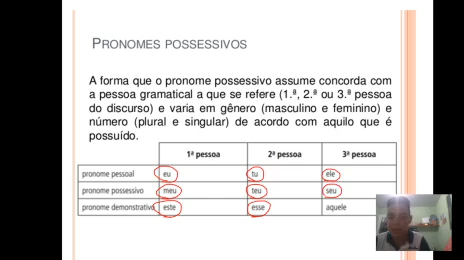 PRONOMES POSSESSIVOS
A forma que o pronome possessivo assume concorda com
a pessoa gramatical a que se refere (1.ª, 2.ª ou 3.ª pessoa
do discurso) e varia em gênero (masculino e feminino) e
número (plural e singular) de acordo com aquilo que é
possuído.
1ª pessoa 2ª pessoa 3ª pessoa
pronome pessoal eu tu ele
pronome possessivo meu teu seu
pronome demonstrativo este esse aquele